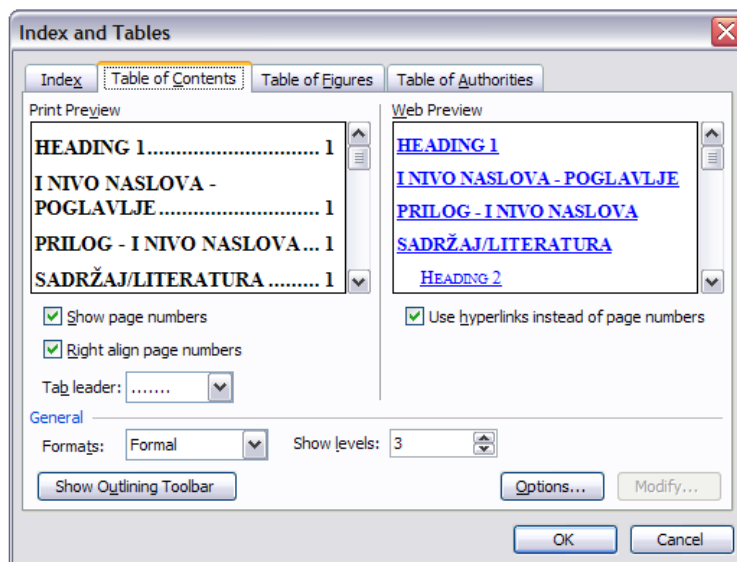 Index and Tables
Index
Table of Contents
Table of Figures
Table of Authorities
Print Preview
HEADING 1.............................. 1
I NIVO NASLOVA -
POGLAVLJE............................ 1
PRILOG - I NIVO NASLOVA... 1
SADRŽAJ/LITERATURA ......... 1
Web Preview
HEADING 1
I NIVO NASLOVA - POGLAVLJE
PRILOG - I NIVO NASLOVA
SADRŽAJ/LITERATURA
HEADING 2
Show page numbers
Right align page numbers
Tab leader: .......
Use hyperlinks instead of page numbers
General
Formats: Formal
Show levels: 3
Show Outlining Toolbar
Options...
Modify...
OK
Cancel